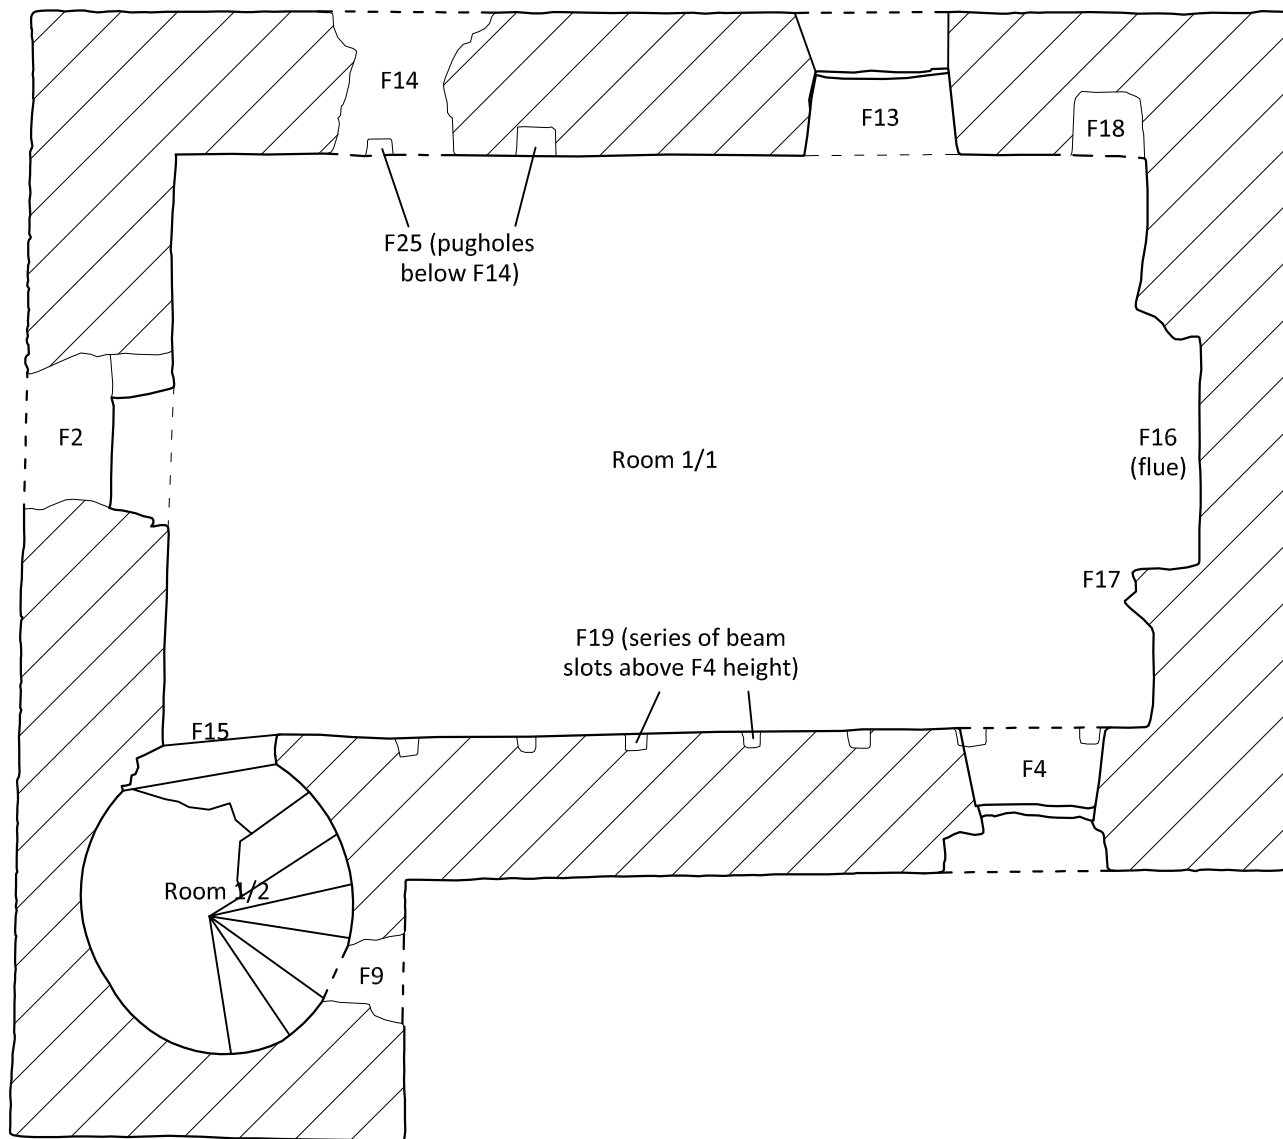 F14
F13
F18
F25 (pugholes
below F14)
F2
Room 1/1
F16
(flue)
F17
F19 (series of beam
slots above F4 height)
F15
F4
Room 1/2
F9